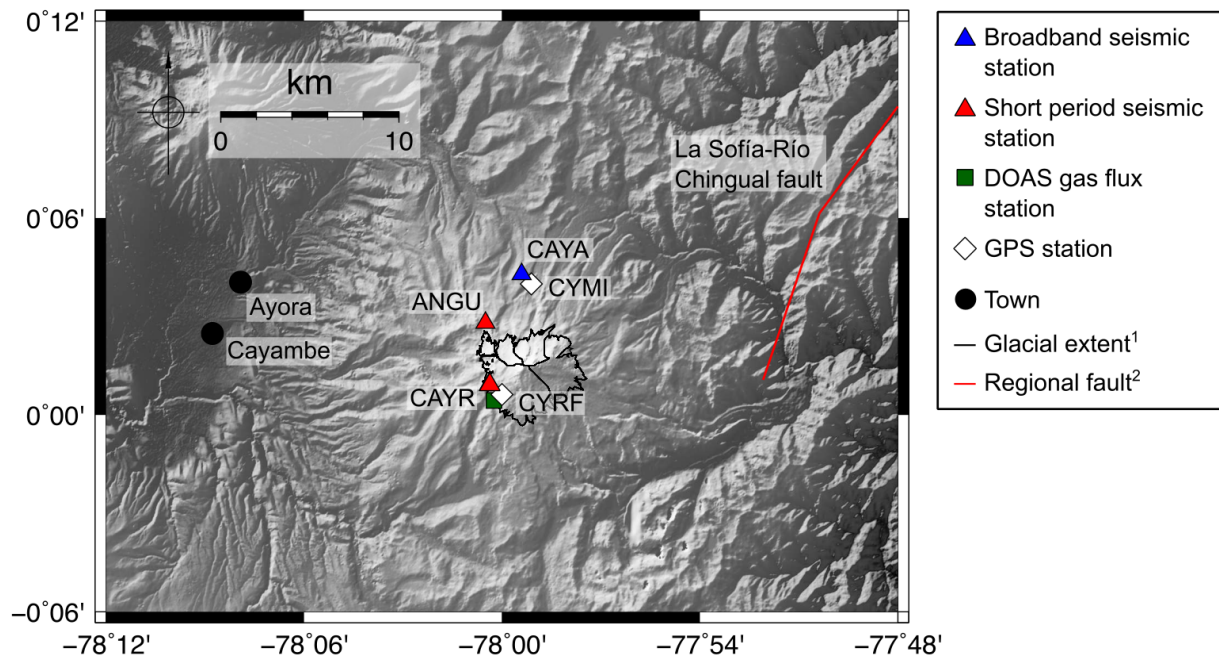 0°12'
0°06'
0°00'
−0°06'
−78°12'
−78°06'
−78°00'
−77°54'
−77°48'
km
0
10
La Sofía-Río
Chingual fault
CAYA
CYMI
ANGU
Ayora
Cayambe
CAYR
CYRF
Broadband seismic
station
Short period seismic
station
DOAS gas flux
station
GPS station
Town
Glacial extent¹
Regional fault²